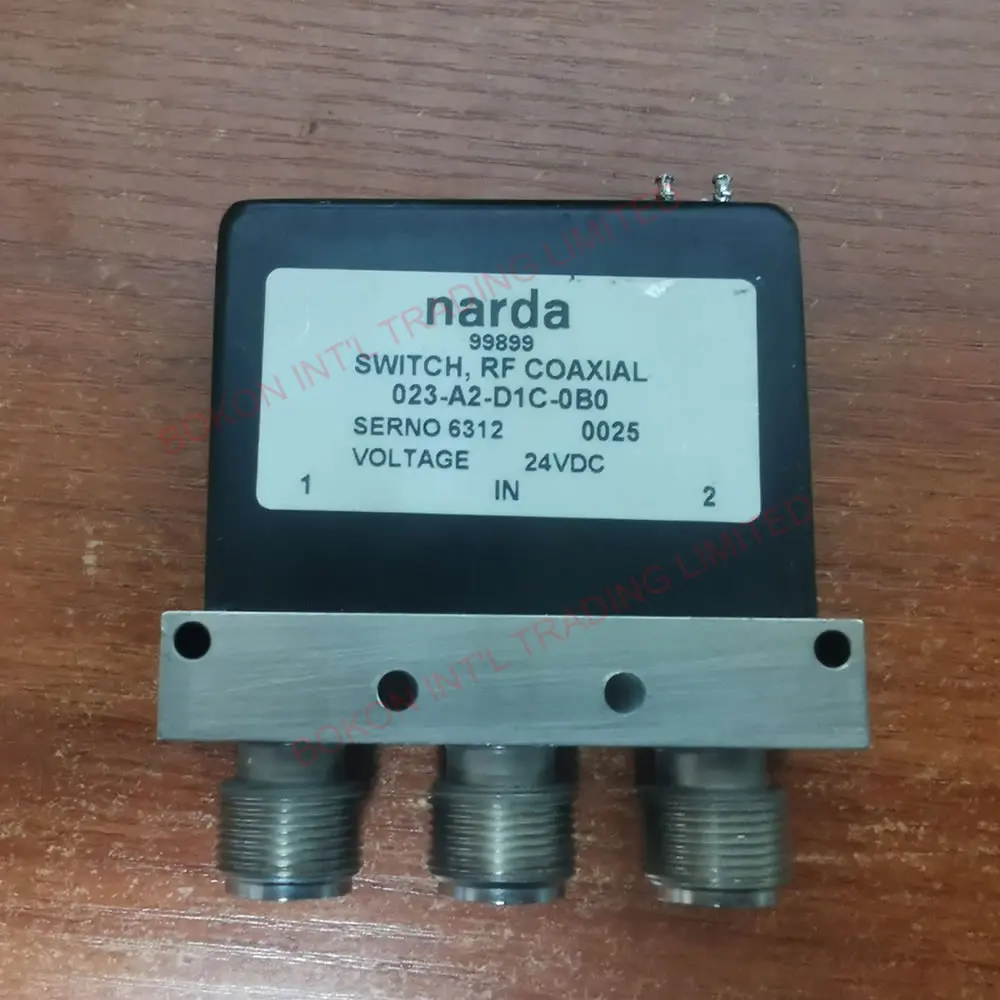 narda
99899
SWITCH, RF COAXIAL
023-A2-D1C-0B0
SERNO 6312 0025
VOLTAGE 24VDC
1 IN 2
BOKON INT'L TRADING LIMITED
BOKON INT'L TRADING LIMITED